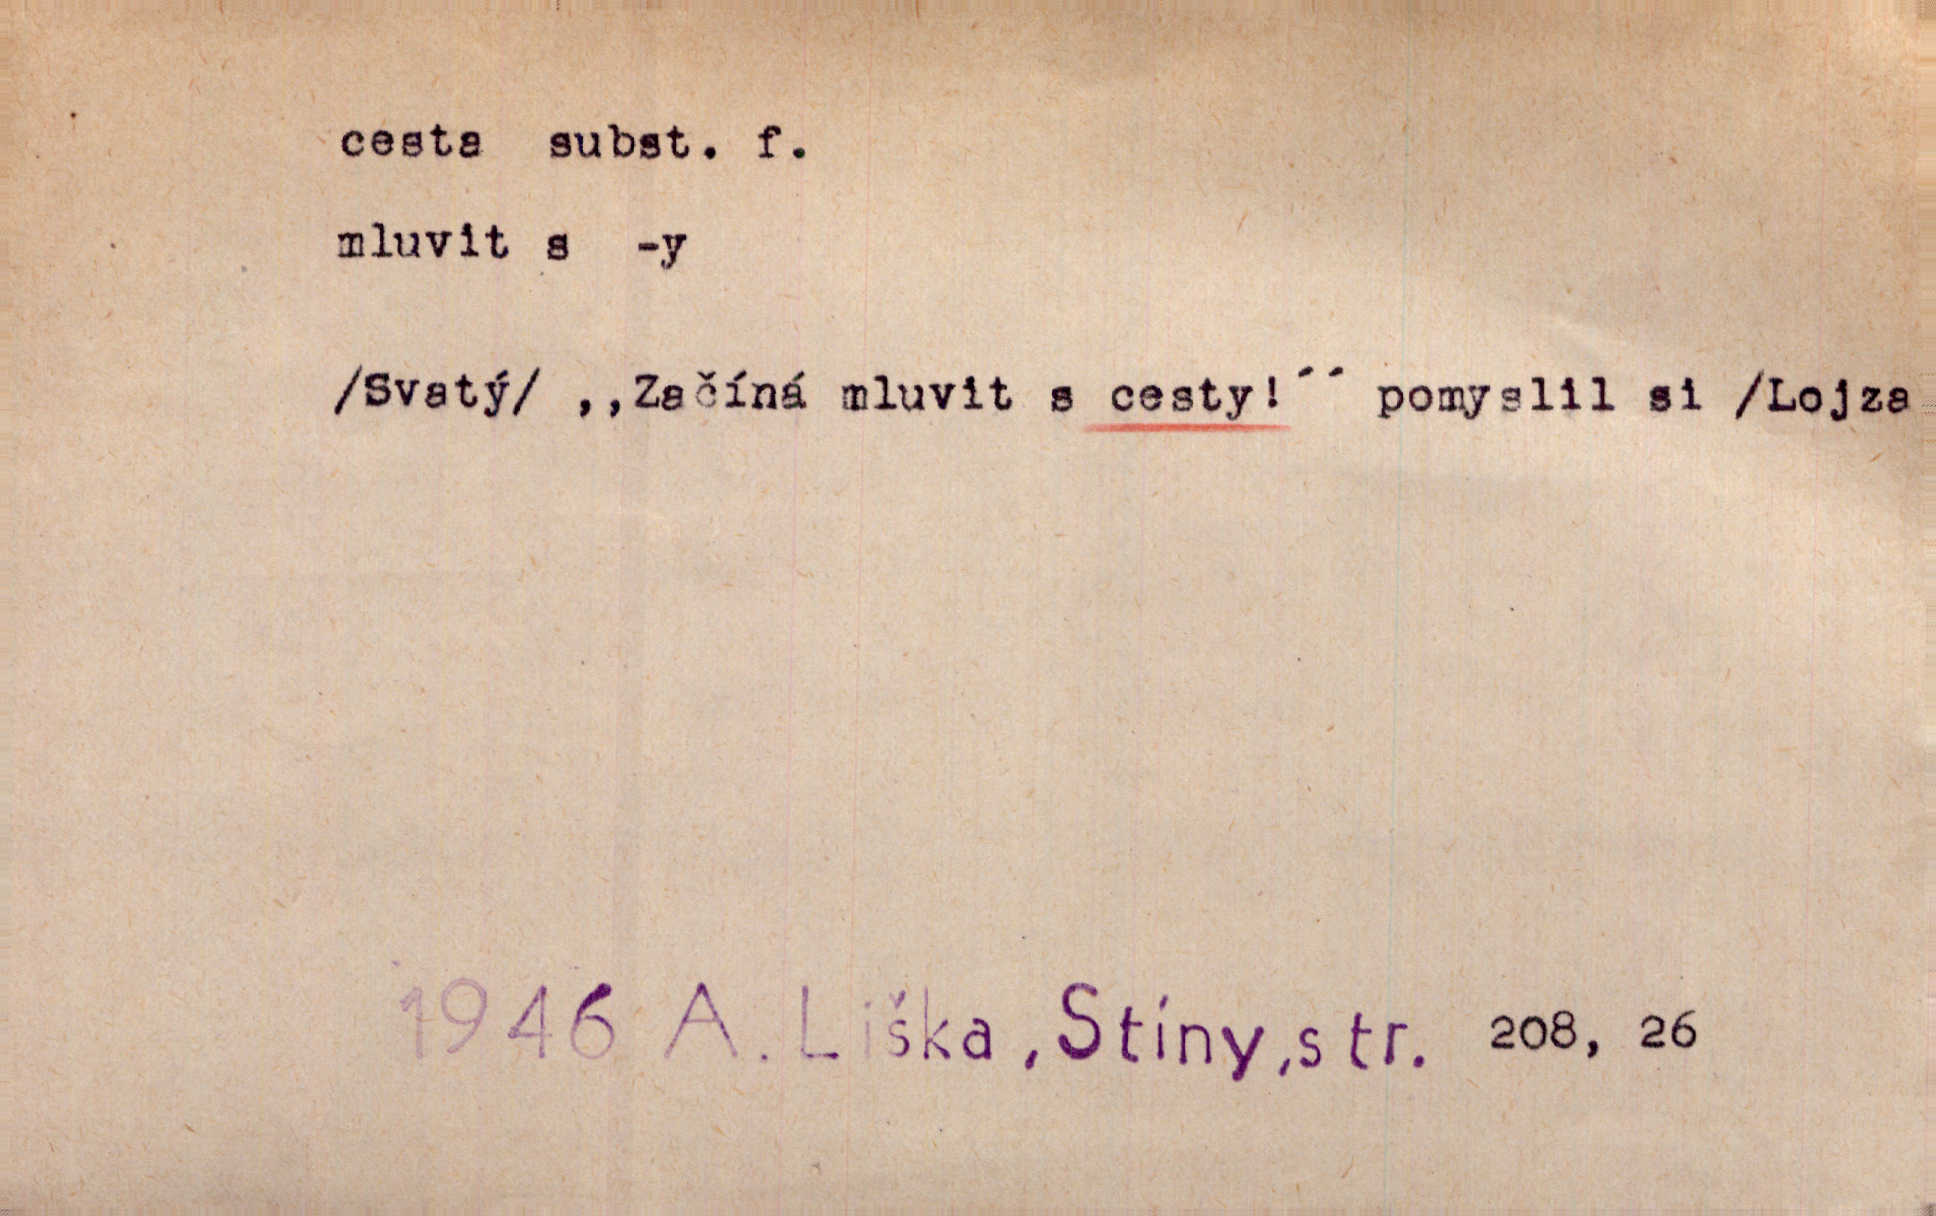 cesta subst. f.
mluvit s -y
/Svatý/ ,,Začíná mluvit s cesty!´´ pomyslil si /Lojza
1946 A. Liška, Stíny, str. 208, 26